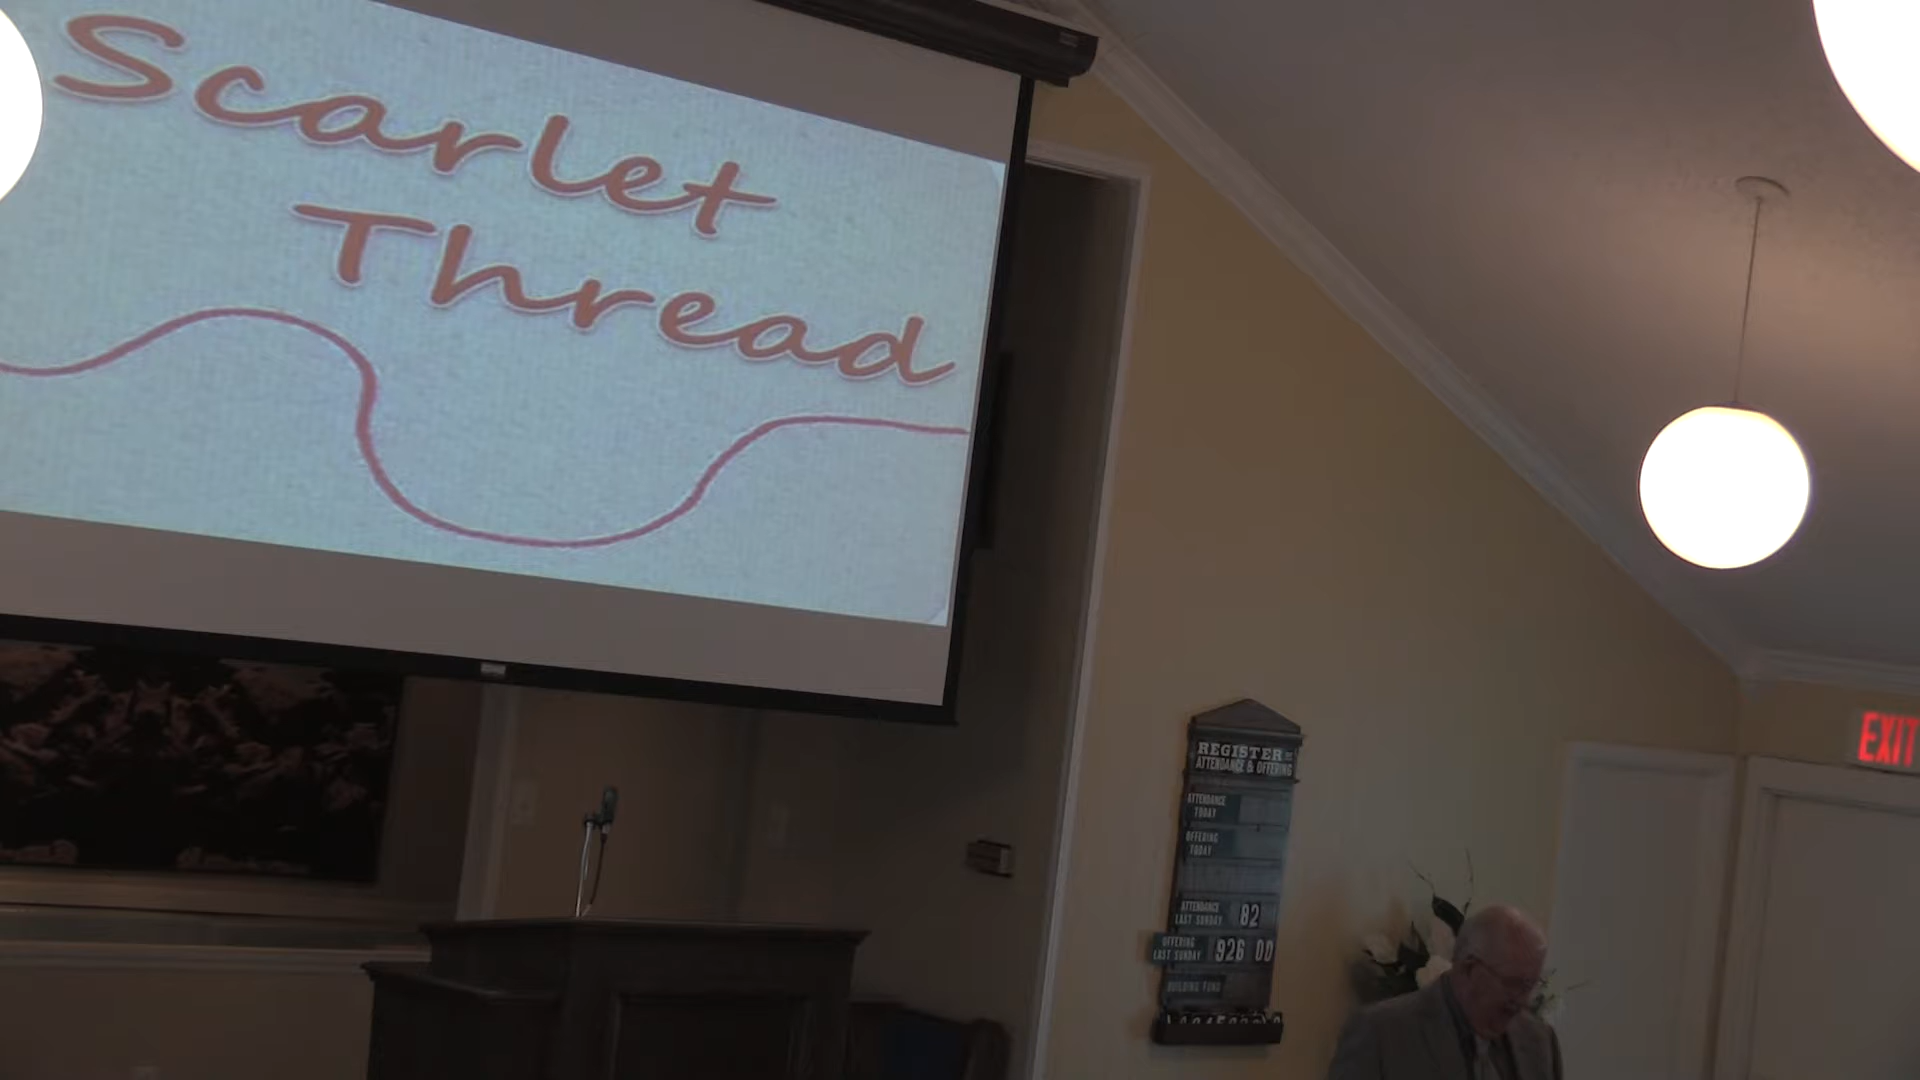 Scarlet
Thread
REGISTER OF
ATTENDANCE & OFFERING
ATTENDANCE
TODAY
OFFERING
TODAY
ATTENDANCE
LAST SUNDAY 82
OFFERING
LAST SUNDAY 926 00
BUILDING FUND
EXIT